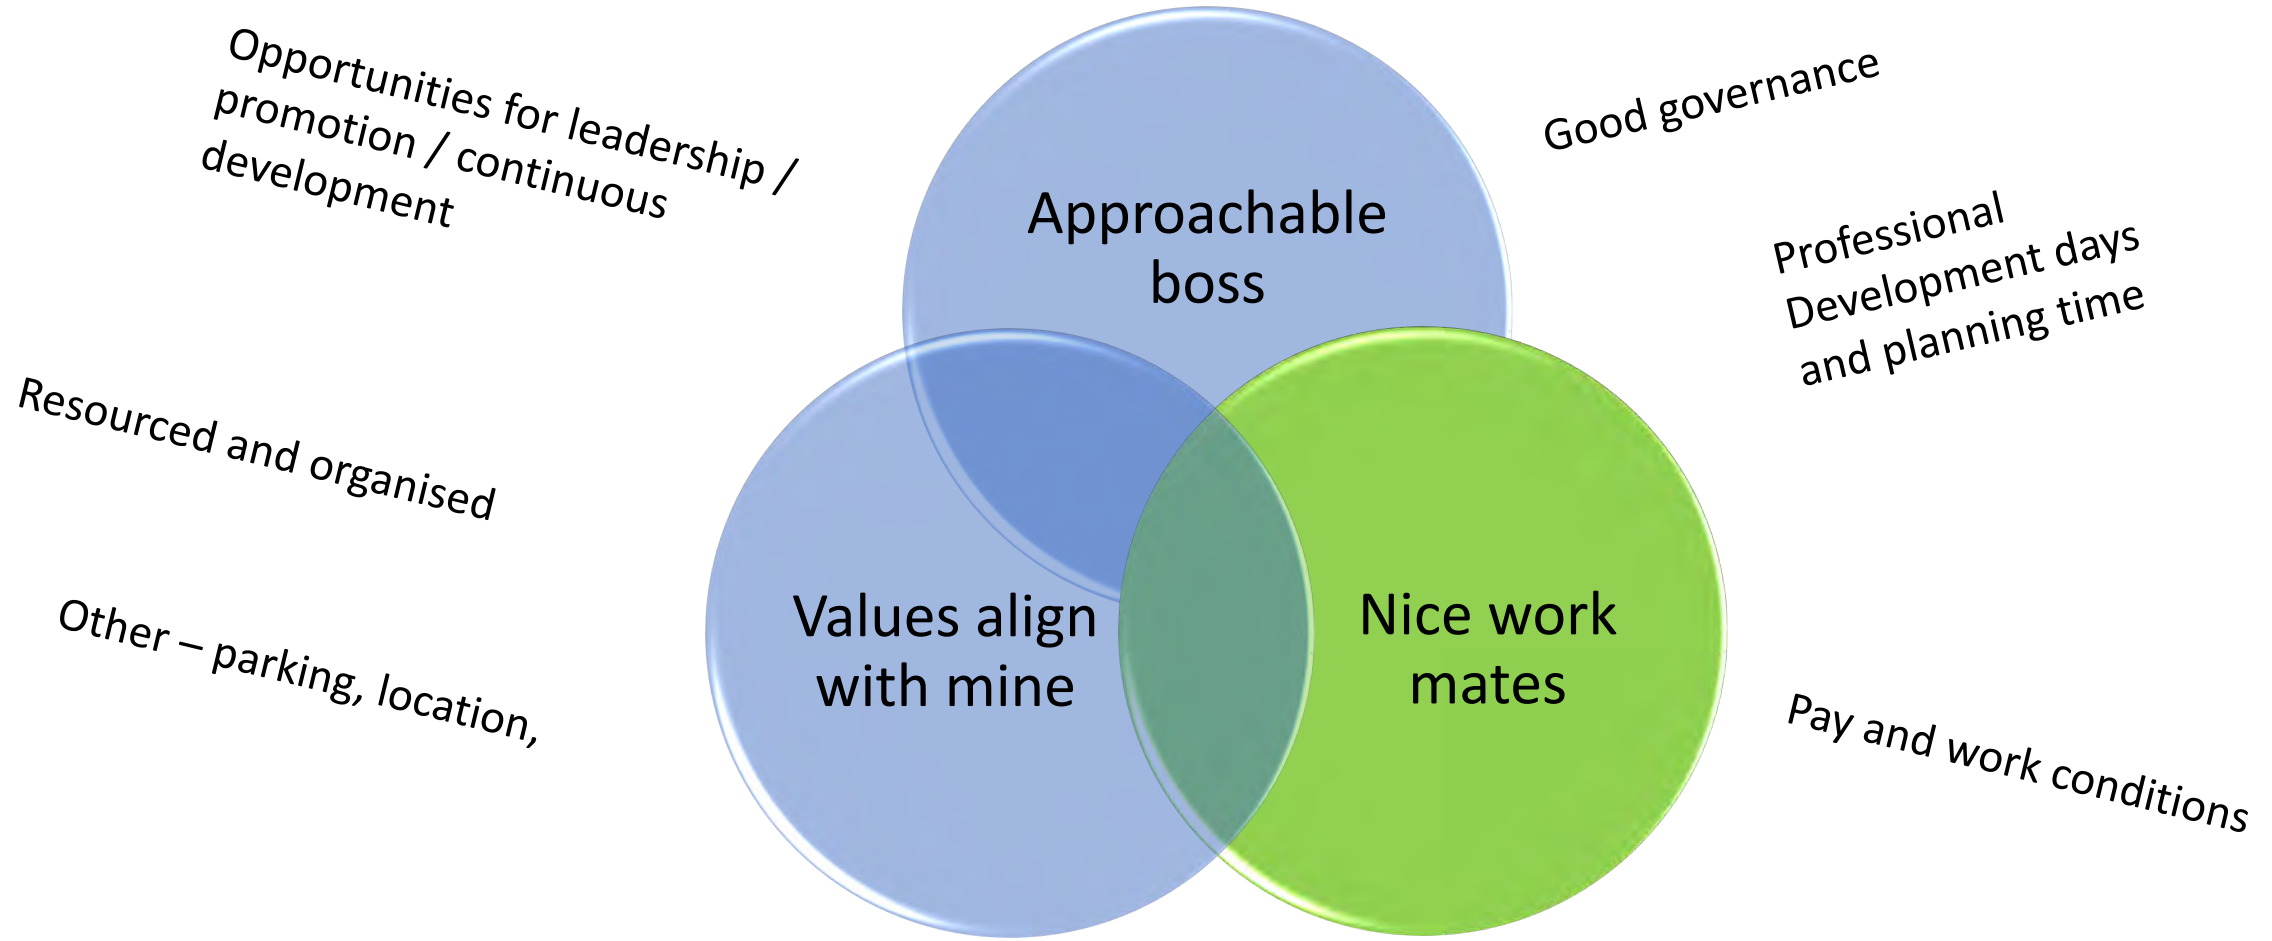 Opportunities for leadership /
promotion / continuous
development
Resourced and organised
Other – parking, location,
Approachable
boss
Values align
with mine
Nice work
mates
Good governance
Professional
Development days
and planning time
Pay and work conditions